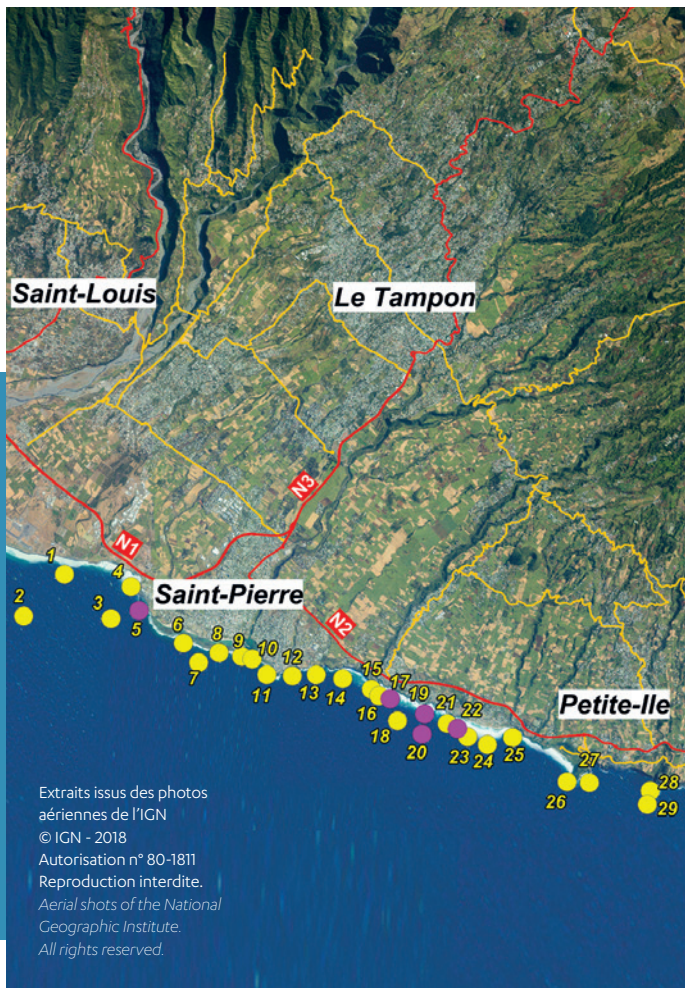 Saint-Louis
Le Tampon
N3
N1
Saint-Pierre
N2
Petite-Ile
1
2
3
4
5
6
7
8
9
10
11
12
13
14
15
16
17
18
19
20
21
22
23
24
25
26
27
28
29
Extraits issus des photos
aériennes de l'IGN
© IGN - 2018
Autorisation n° 80-1811
Reproduction interdite.
Aerial shots of the National
Geographic Institute.
All rights reserved.